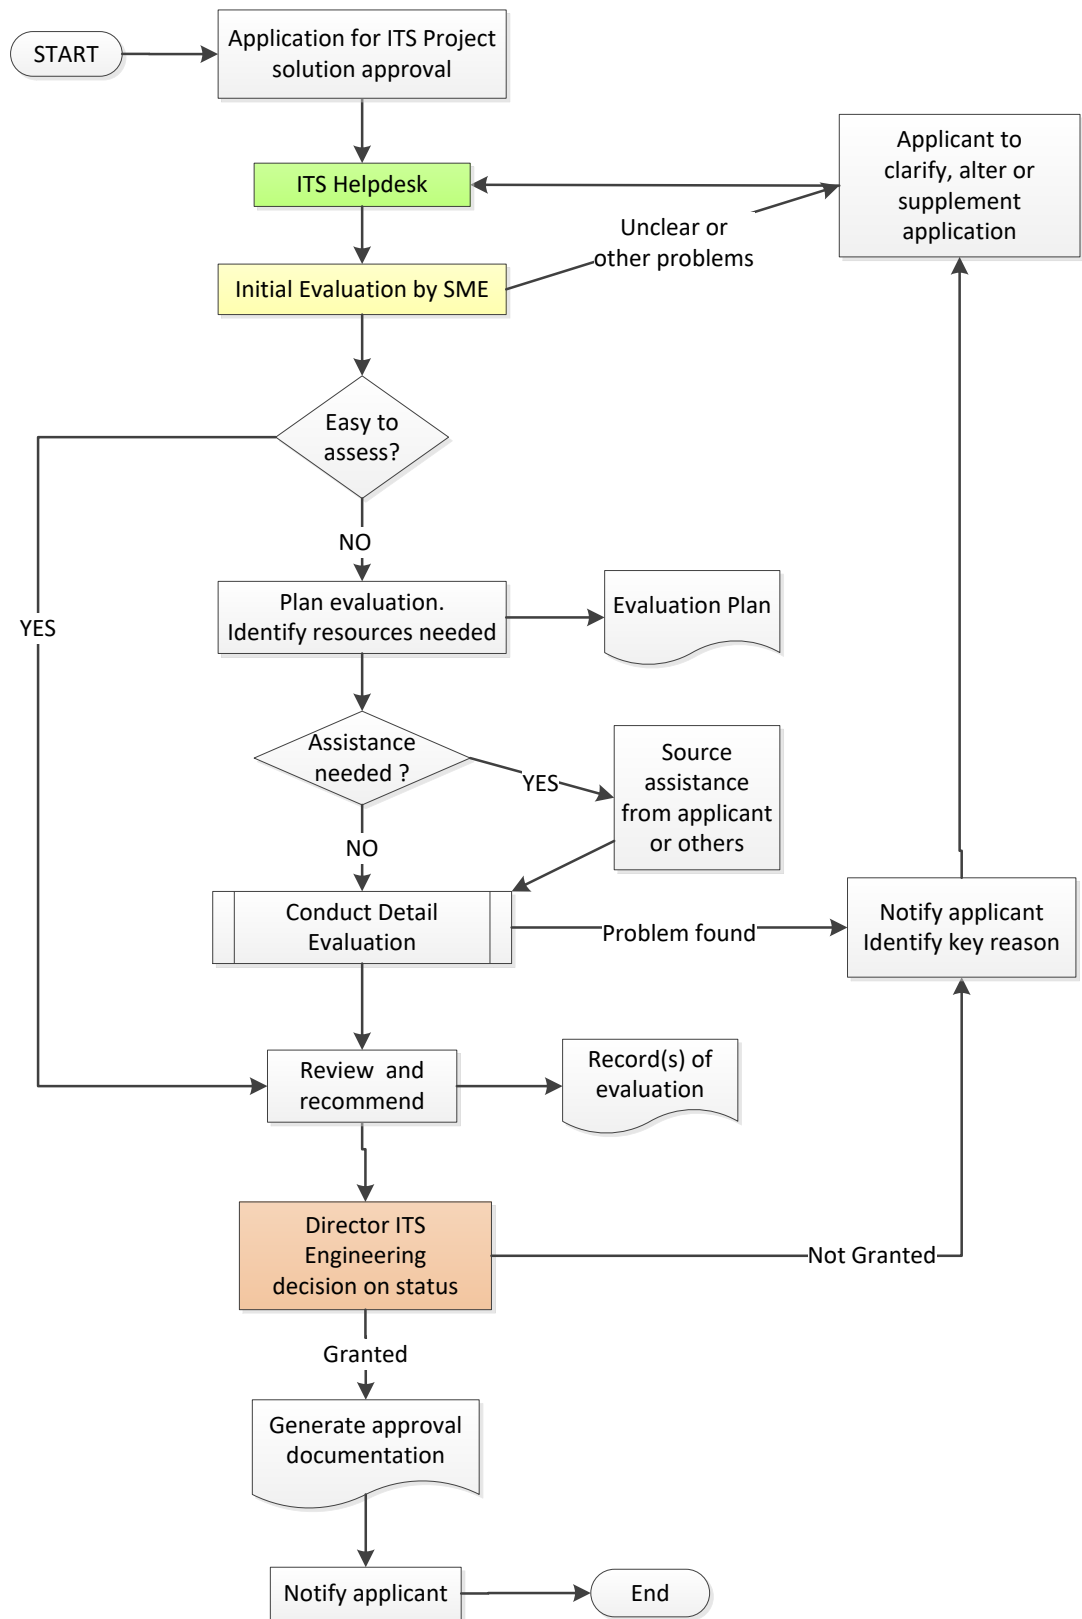 START
Application for ITS Project
solution approval
ITS Helpdesk
Applicant to
clarify, alter or
supplement
application
Unclear or
other problems
Initial Evaluation by SME
Easy to
assess?
NO
YES
Plan evaluation.
Identify resources needed
Evaluation Plan
Assistance
needed ?
YES
Source
assistance
from applicant
or others
NO
Conduct Detail
Evaluation
Problem found
Notify applicant
Identify key reason
Review and
recommend
Record(s) of
evaluation
Director ITS
Engineering
decision on status
Not Granted
Granted
Generate approval
documentation
Notify applicant
End